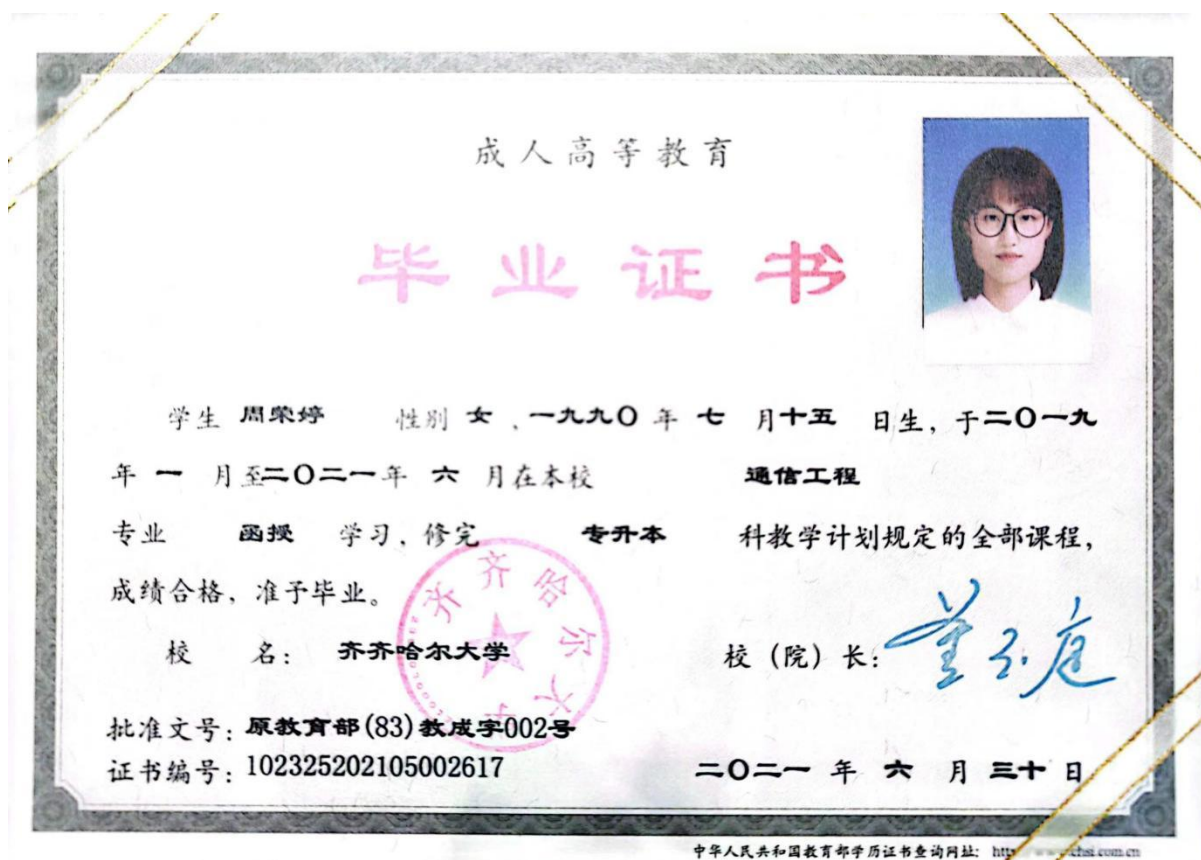 成人高等教育
毕业证书
学生 周荣婷 性别 女、一九九〇 年 七 月十五 日生，于二〇一九
年 一 月至二〇二一年 六 月在本校 通信工程
专业 函授 学习、修完 专升本 科教学计划规定的全部课程，
成绩合格，准予毕业。
校 名：齐齐哈尔大学 校（院）长：
齐齐哈尔大学
批准文号：原教育部(83)教成字002号
证书编号：102325202105002617 二〇二一 年 六 月 三十 日
中华人民共和国教育部学历证书查询网址：